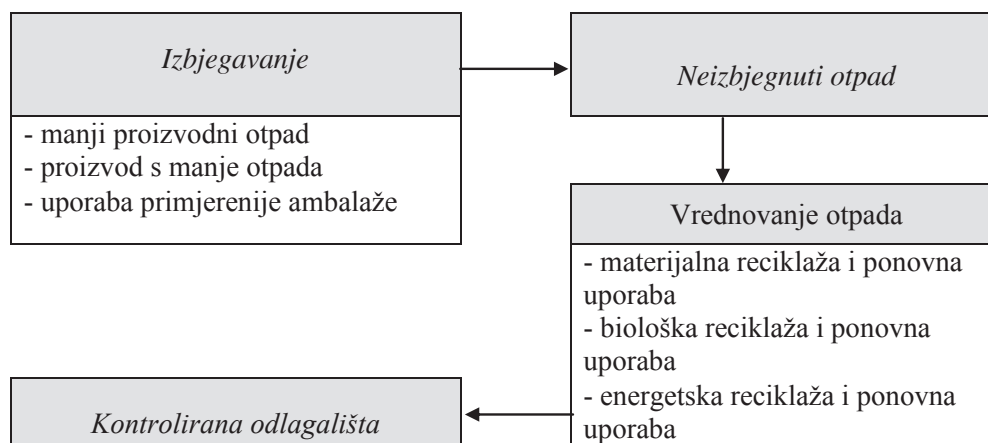 Izbjegavanje
- manji proizvodni otpad
- proizvod s manje otpada
- uporaba primjerenije ambalaže
Neizbjegnuti otpad
Vrednovanje otpada
- materijalna reciklaža i ponovna
uporaba
- biološka reciklaža i ponovna
uporaba
- energetska reciklaža i ponovna
uporaba
Kontrolirana odlagališta